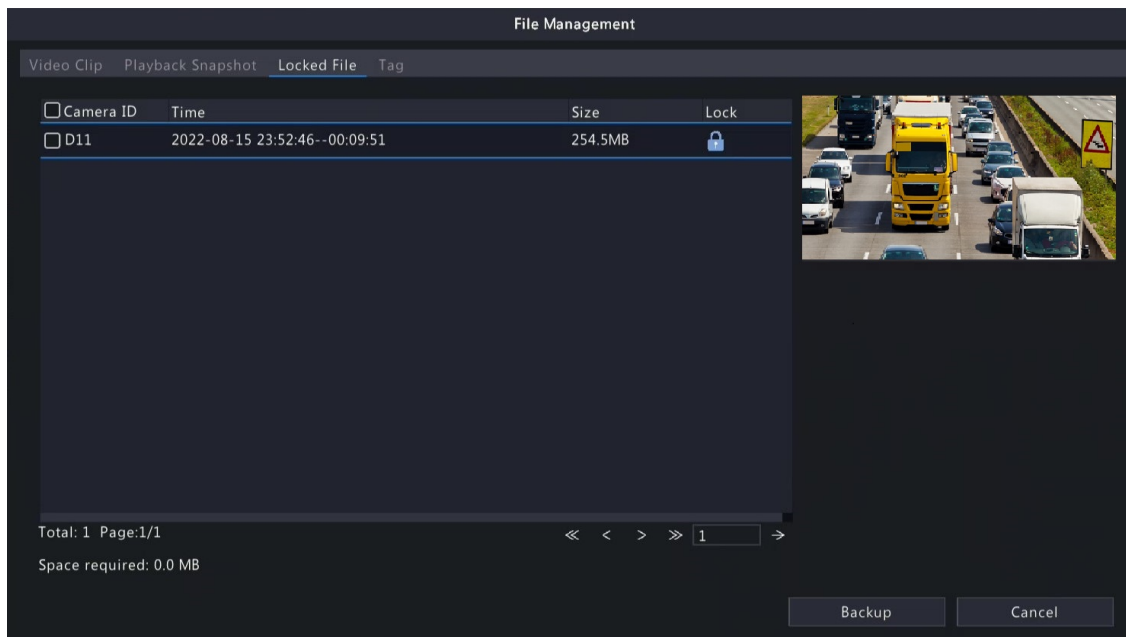 File Management
Video Clip Playback Snapshot Locked File Tag
Camera ID Time Size Lock
D11 2022-08-15 23:52:46--00:09:51 254.5MB
Total: 1 Page:1/1 ≪ < > ≫ 1 →
Space required: 0.0 MB
Backup Cancel